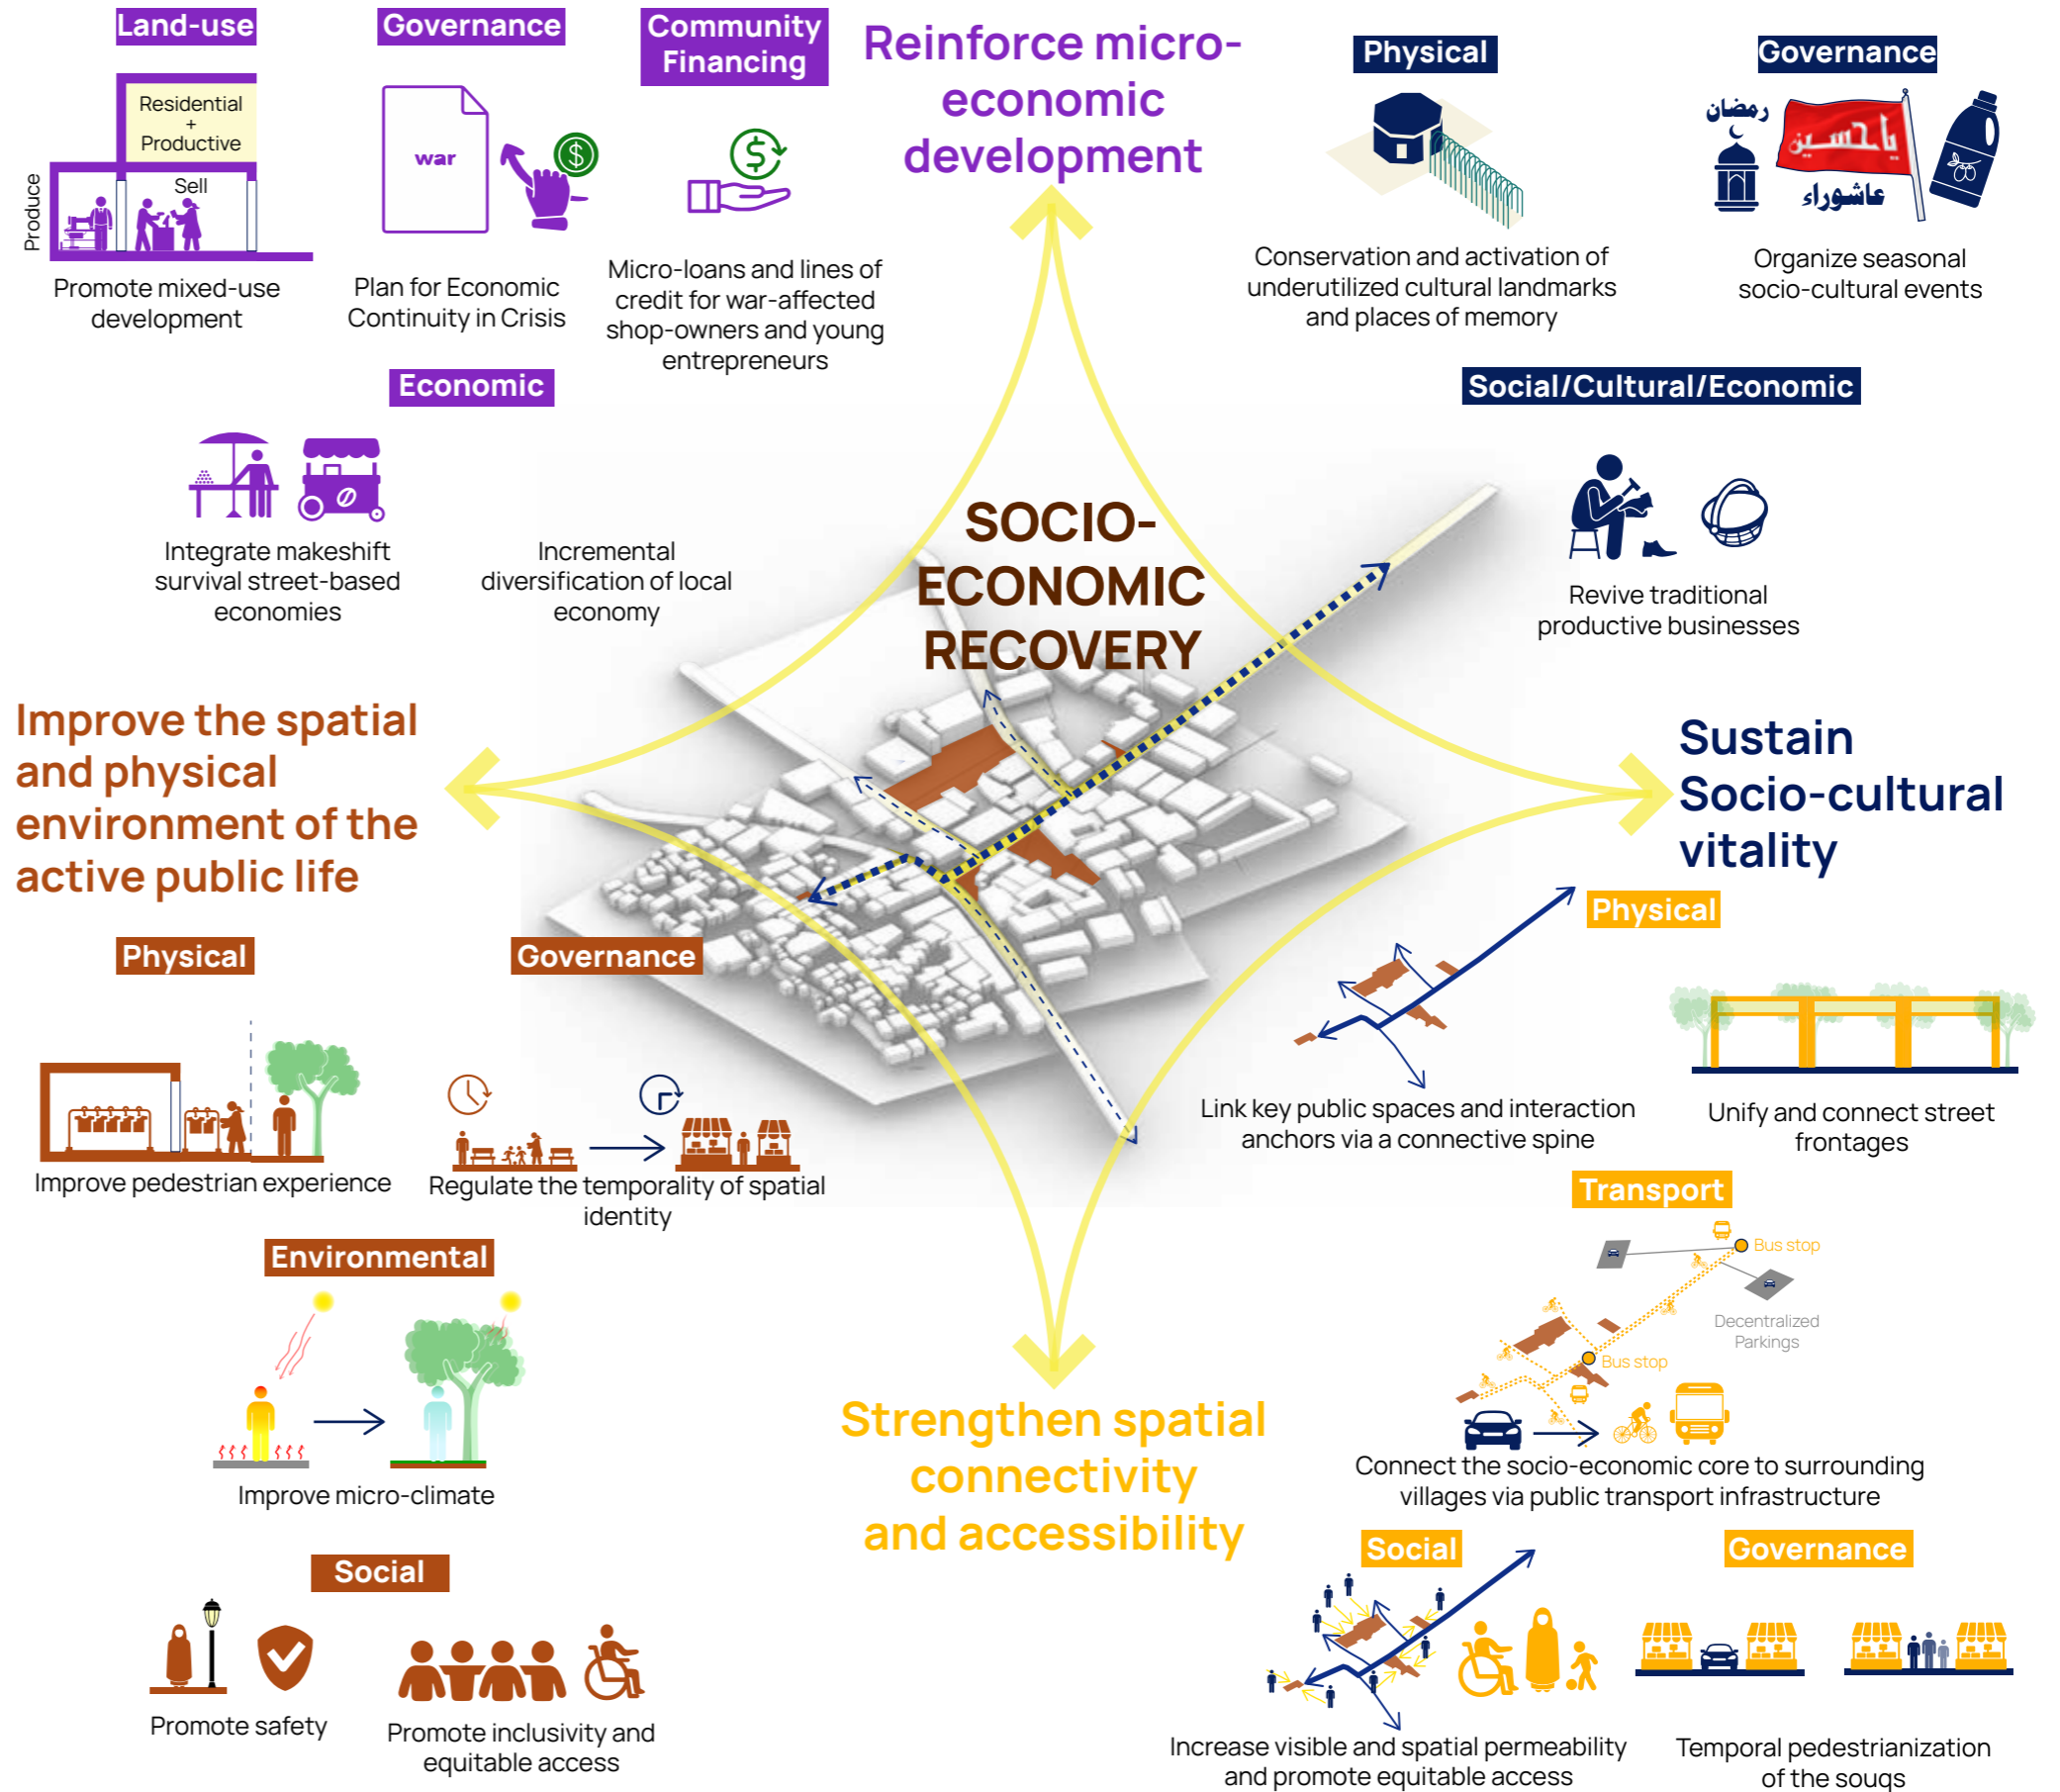 Land-use
Residential
+
Productive
Produce
Sell
Promote mixed-use
development
Governance
war
$
Plan for Economic
Continuity in Crisis
Community
Financing
$
Micro-loans and lines of
credit for war-affected
shop-owners and young
entrepreneurs
Economic
Integrate makeshift
survival street-based
economies
Incremental
diversification of local
economy
Reinforce micro-
economic
development
Physical
Conservation and activation of
underutilized cultural landmarks
and places of memory
Governance
رمضان
ياحسين
عاشوراء
Organize seasonal
socio-cultural events
Social/Cultural/Economic
Revive traditional
productive businesses
SOCIO-
ECONOMIC
RECOVERY
Improve the spatial
and physical
environment of the
active public life
Sustain
Socio-cultural
vitality
Physical
Improve pedestrian experience
Governance
Regulate the temporality of spatial
identity
Environmental
Improve micro-climate
Social
Promote safety
Promote inclusivity and
equitable access
Strengthen spatial
connectivity
and accessibility
Physical
Link key public spaces and interaction
anchors via a connective spine
Unify and connect street
frontages
Transport
Bus stop
Decentralized
Parkings
Bus stop
Connect the socio-economic core to surrounding
villages via public transport infrastructure
Social
Increase visible and spatial permeability
and promote equitable access
Governance
Temporal pedestrianization
of the souqs